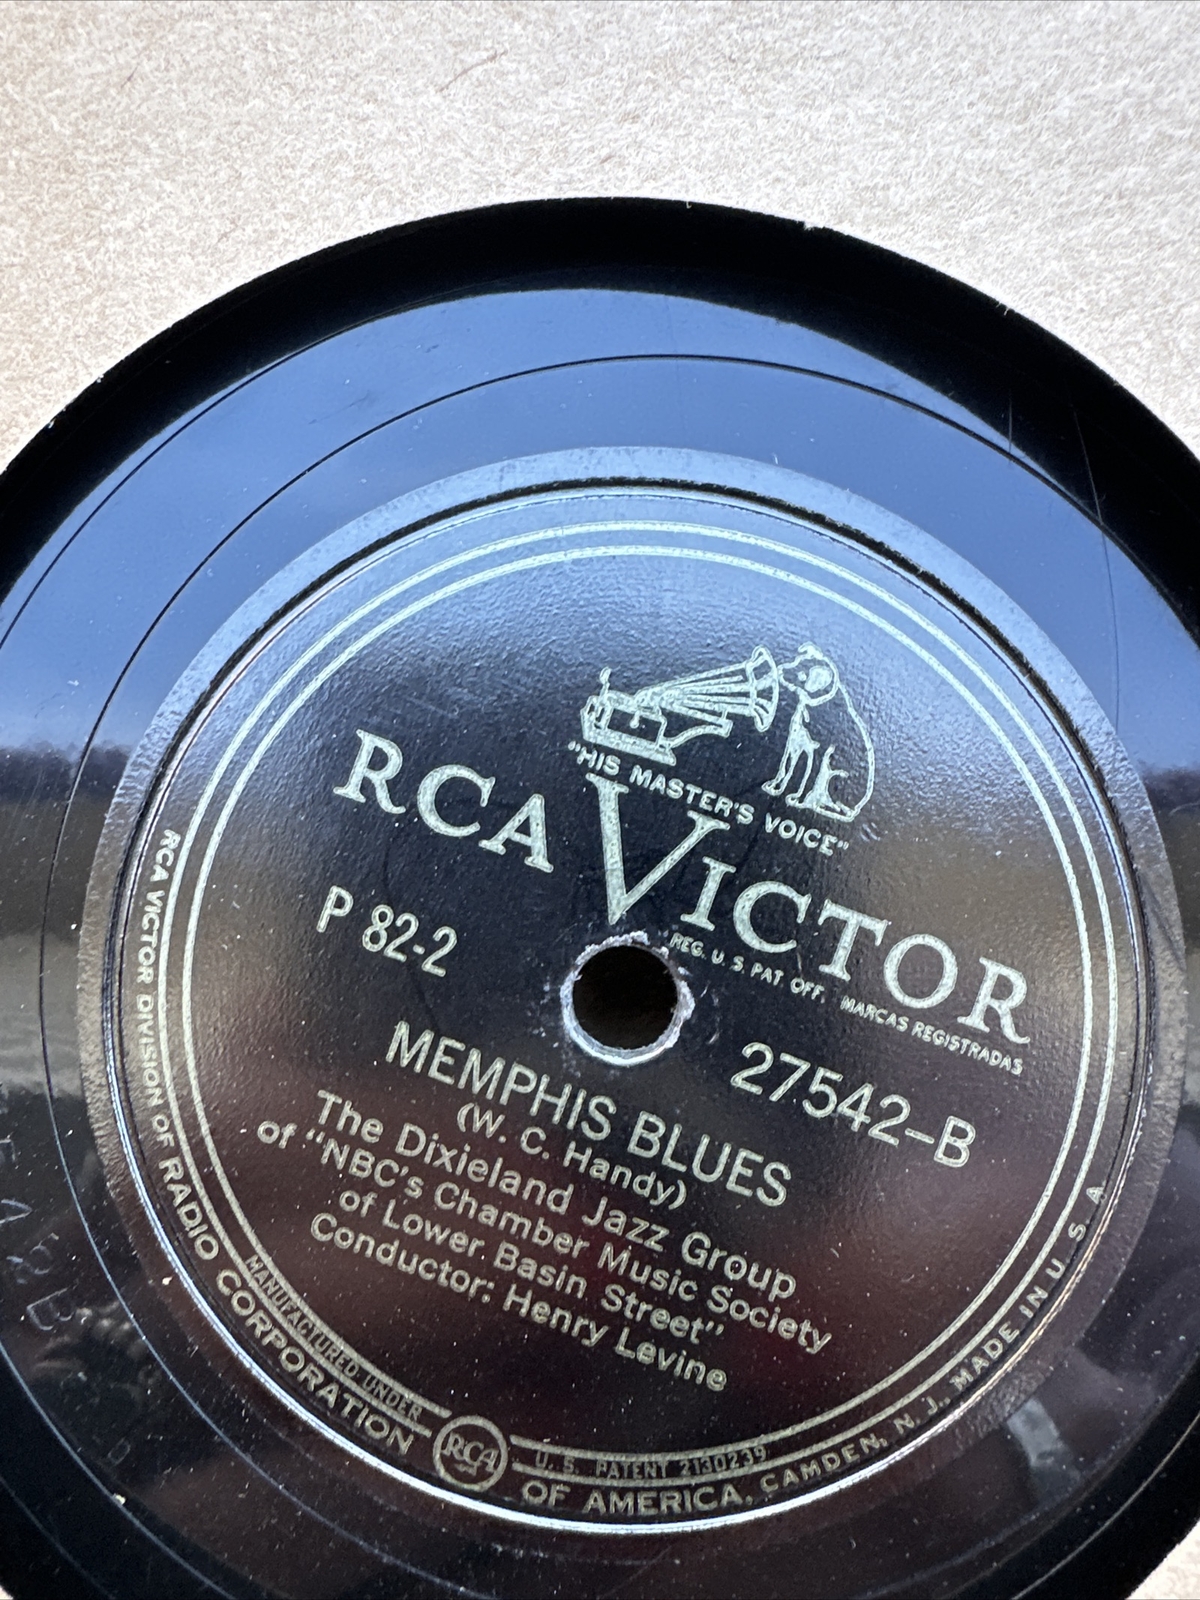 "HIS MASTER'S VOICE"
RCA VICTOR
REG. U. S. PAT. OFF. MARCAS REGISTRADAS
P 82-2
27542-B
MEMPHIS BLUES
(W. C. Handy)
The Dixieland Jazz Group
of "NBC's Chamber Music Society
of Lower Basin Street"
Conductor: Henry Levine
MANUFACTURED UNDER RCA U. S. PATENT 2130239
RCA VICTOR DIVISION OF RADIO CORPORATION OF AMERICA, CAMDEN, N. J., MADE IN U. S. A